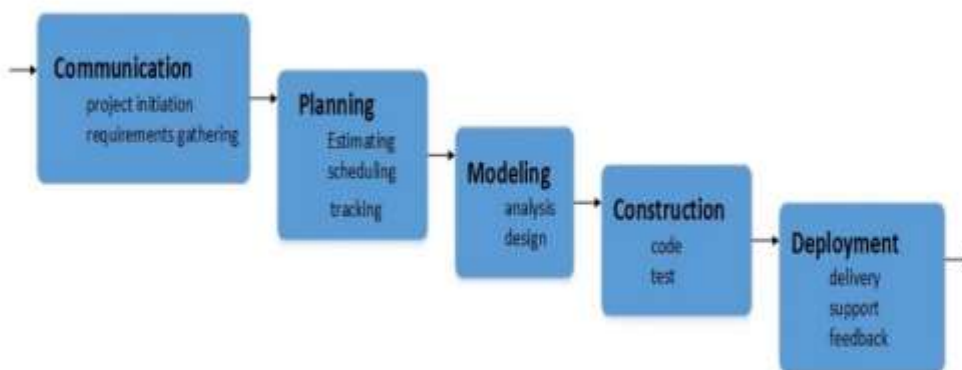 Communication
project initiation
requirements gathering
Planning
Estimating
scheduling
tracking
Modeling
analysis
design
Construction
code
test
Deployment
delivery
support
feedback